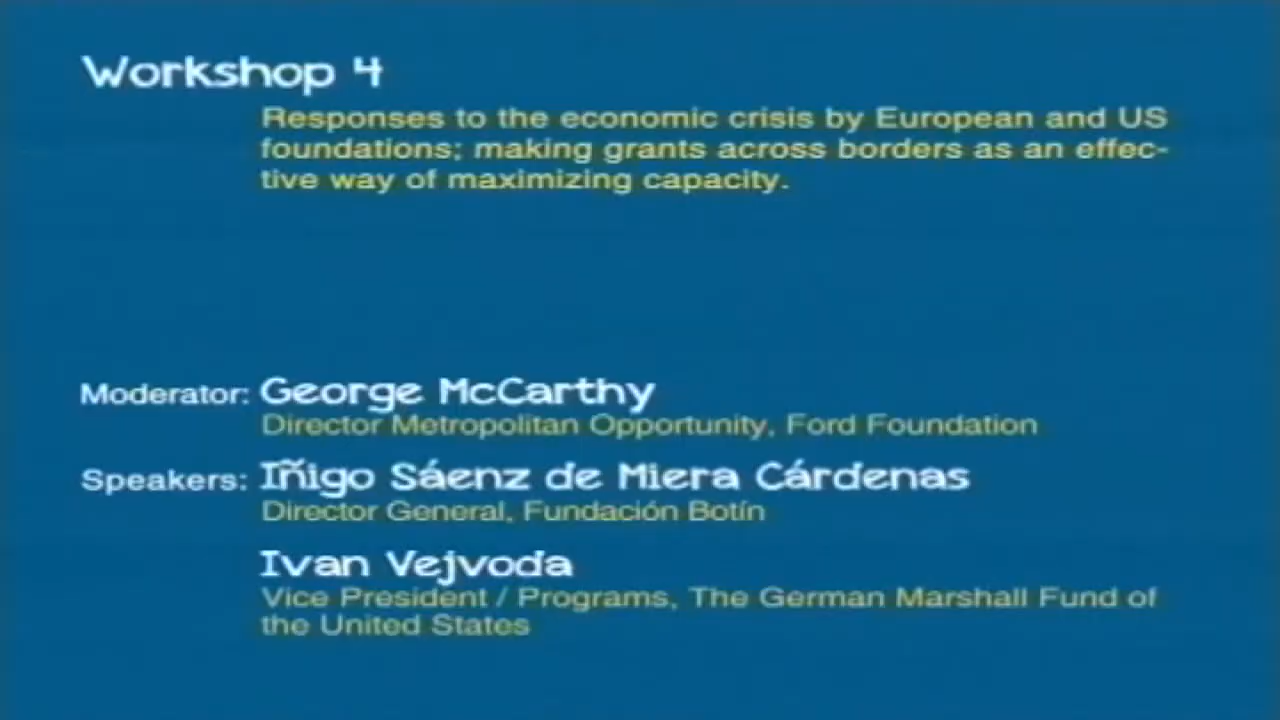 Workshop 4
Responses to the economic crisis by European and US
foundations; making grants across borders as an effec-
tive way of maximizing capacity.
Moderator: George McCarthy
Director Metropolitan Opportunity, Ford Foundation
Speakers: Iñigo Sáenz de Miera Cárdenas
Director General, Fundación Botín
Ivan Vejvoda
Vice President / Programs, The German Marshall Fund of
the United States